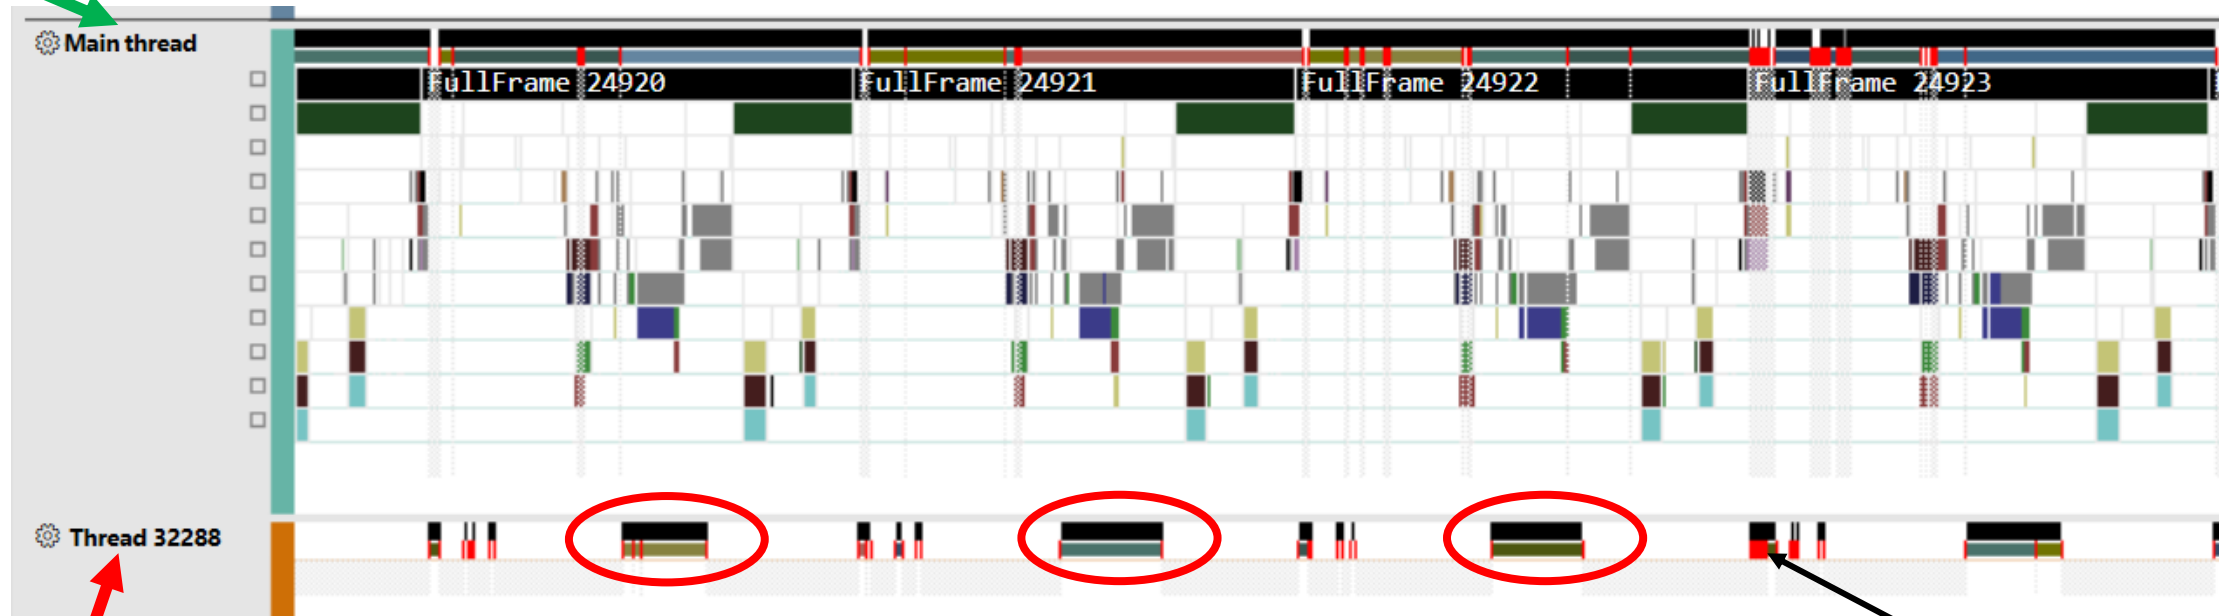 Main thread
FullFrame 24920
FullFrame 24921
FullFrame 24922
FullFrame 24923
Thread 32288